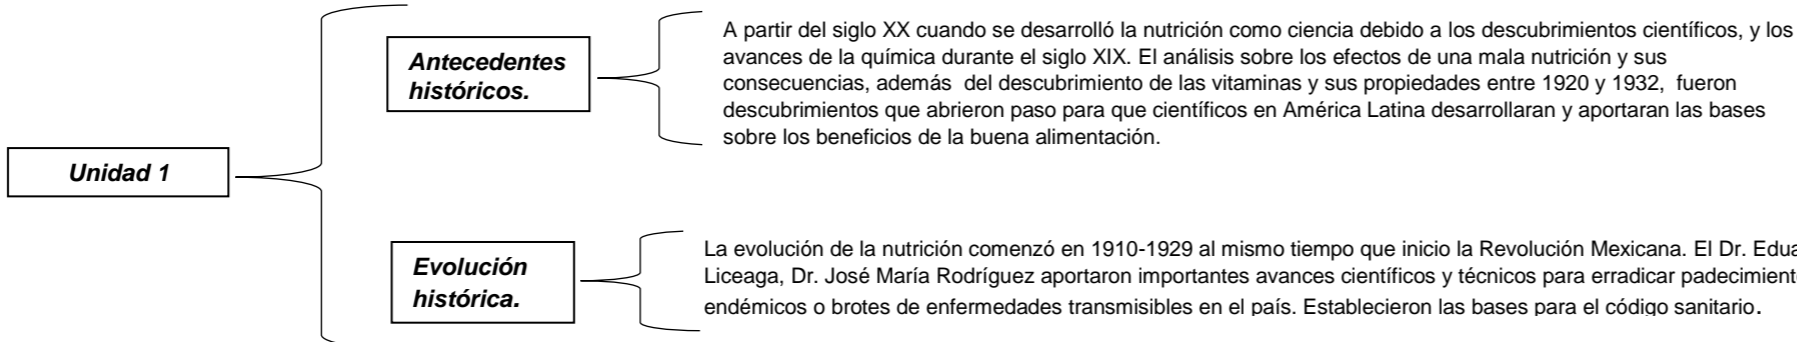 Unidad 1
Antecedentes
históricos.
A partir del siglo XX cuando se desarrolló la nutrición como ciencia debido a los descubrimientos científicos, y los
avances de la química durante el siglo XIX. El análisis sobre los efectos de una mala nutrición y sus
consecuencias, además  del descubrimiento de las vitaminas y sus propiedades entre 1920 y 1932,  fueron
descubrimientos que abrieron paso para que científicos en América Latina desarrollaran y aportaran las bases
sobre los beneficios de la buena alimentación.
Evolución
histórica.
La evolución de la nutrición comenzó en 1910-1929 al mismo tiempo que inicio la Revolución Mexicana. El Dr.
Liceaga, Dr. José María Rodríguez aportaron importantes avances científicos y técnicos para erradicar
endémicos o brotes de enfermedades transmisibles en el país. Establecieron las bases para el código sanitario.